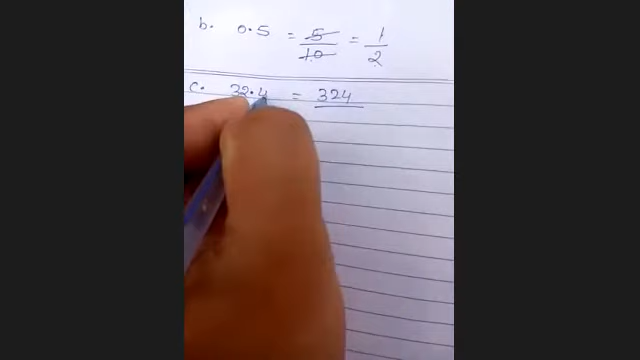 b. 0.5 = 5/10 = 1/2
c. 32.4 = 324